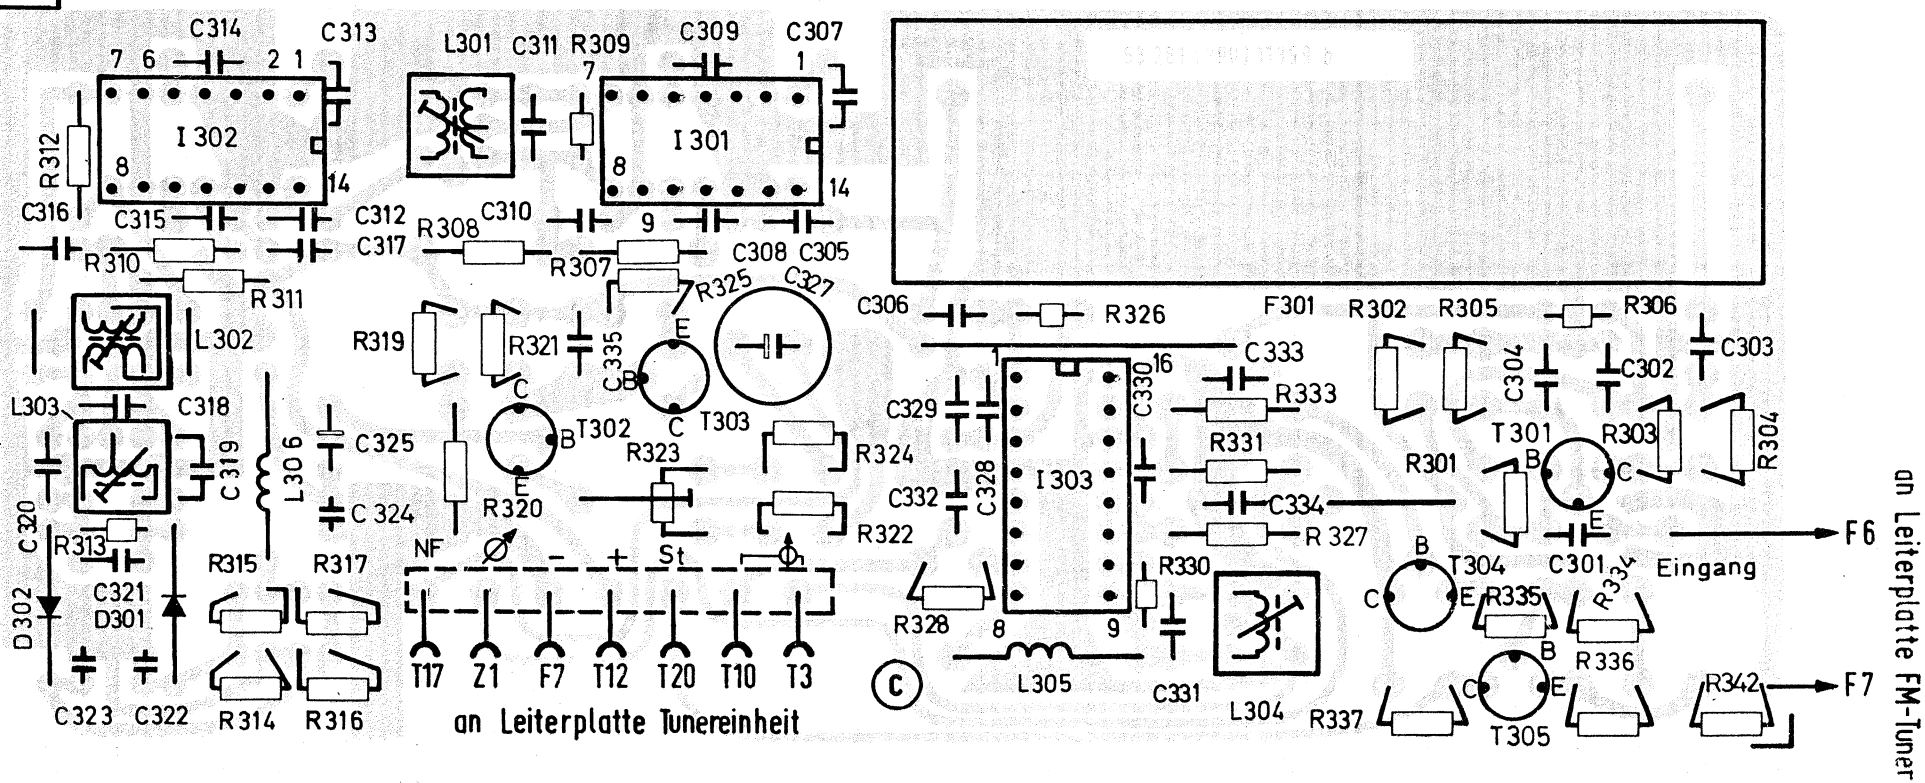 C314 C313 L301 C311 R309 C309 C307
7 6 2 1 7 1
I 302 I 301
R312
8 14 8 14
C316 C315 C312 R308 C310 9
C317 C308 C305
R310 R307
R311 R325 C327
C306 R326 F301 R302 R305 R306
L302 R319 R321 C335 E
1 16 C333 C304 C302 C303
B C330
L303 C318 C T303 C329 R333
C
T302 B C
R323
C319 L306 C325 R324 R331 R301 T301 R303 R304
B C
E
C332 C328 I303
C320 C324 R320 R322 C334
E
R313 R327 F6
NF - + St B
R315 R317 R330 T304 C301 R334 Eingang
C321
D302 D301 C E R335
R328 8 9
R336 B
T17 Z1 F7 T12 T20 T10 T3 C L305 C E R342 F7
C331
C323 C322 R314 R316 L304 R337 T305
an Leiterplatte Tunereinheit
an Leiterplatte FM-Tuner